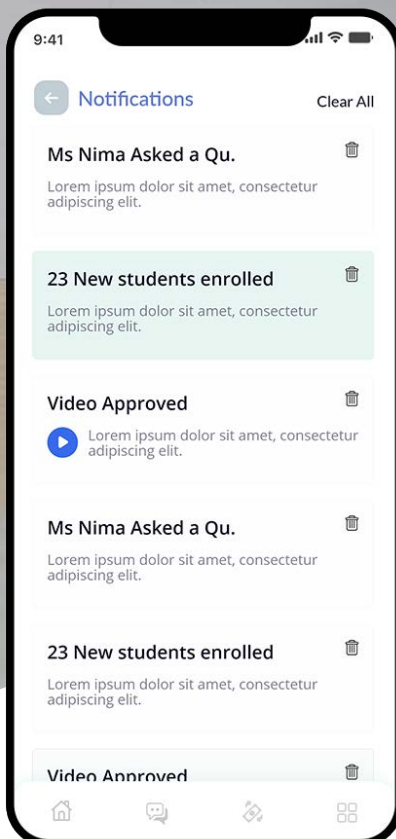 9:41
Notifications
Clear All
Ms Nima Asked a Qu.
Lorem ipsum dolor sit amet, consectetur
adipiscing elit.
23 New students enrolled
Lorem ipsum dolor sit amet, consectetur
adipiscing elit.
Video Approved
Lorem ipsum dolor sit amet, consectetur
adipiscing elit.
Ms Nima Asked a Qu.
Lorem ipsum dolor sit amet, consectetur
adipiscing elit.
23 New students enrolled
Lorem ipsum dolor sit amet, consectetur
adipiscing elit.
Video Approved